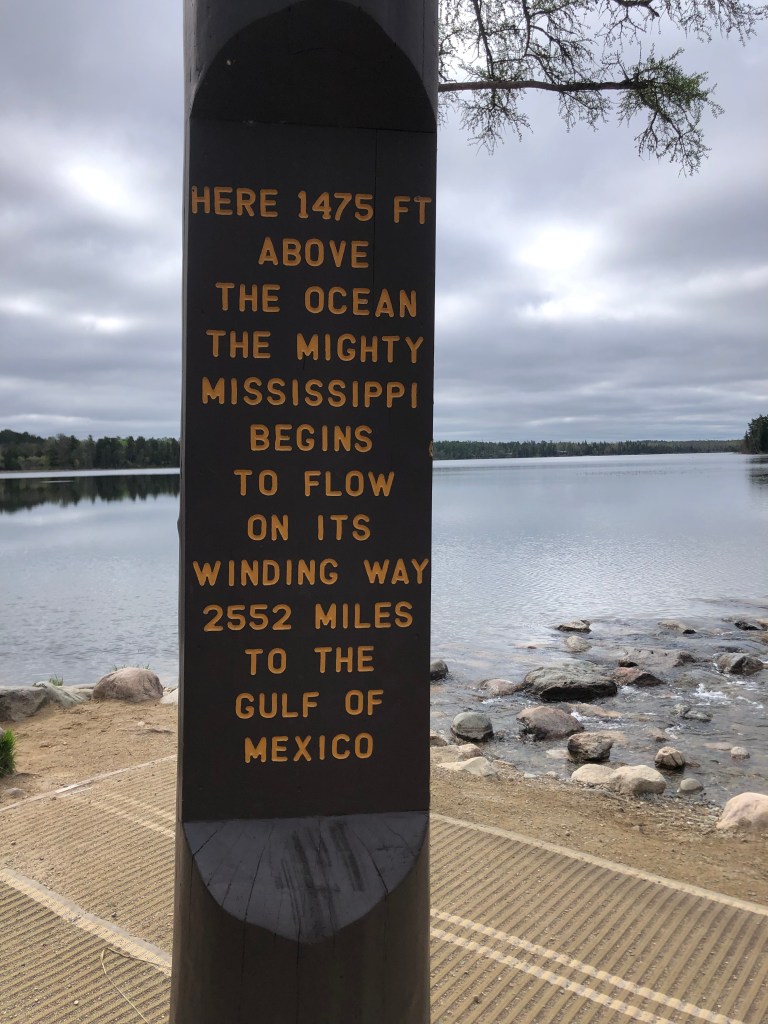 HERE 1475 FT
ABOVE
THE OCEAN
THE MIGHTY
MISSISSIPPI
BEGINS
TO FLOW
ON ITS
WINDING WAY
2552 MILES
TO THE
GULF OF
MEXICO